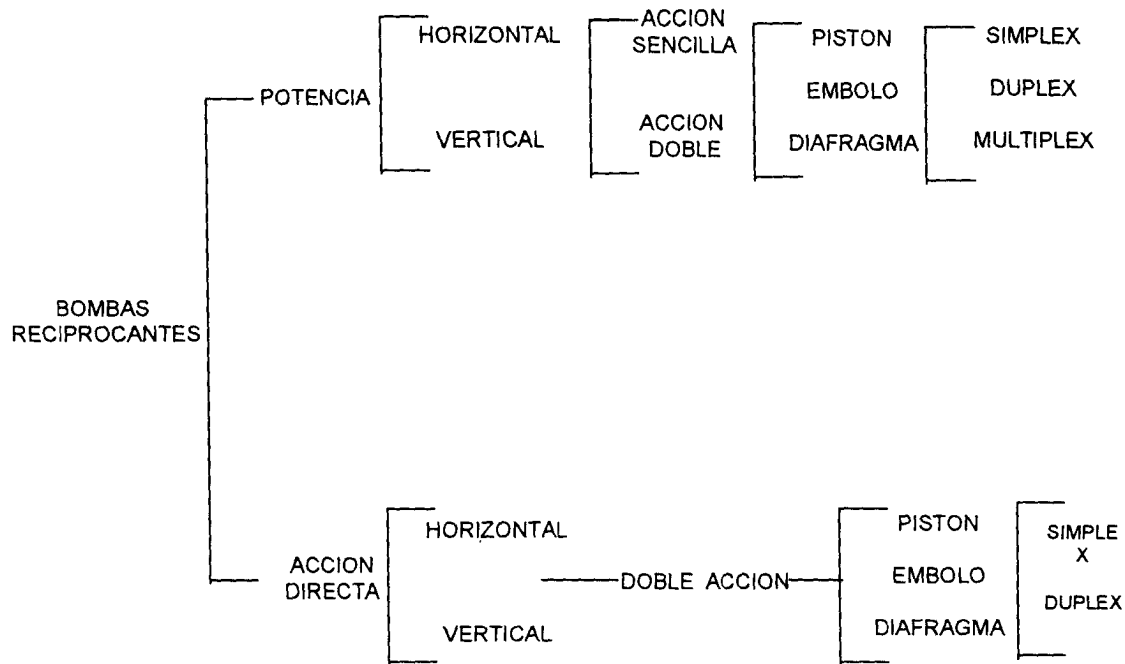 BOMBAS
RECIPROCANTES
POTENCIA
HORIZONTAL
VERTICAL
ACCION
SENCILLA
ACCION
DOBLE
PISTON
EMBOLO
DIAFRAGMA
SIMPLEX
DUPLEX
MULTIPLEX
ACCION
DIRECTA
HORIZONTAL
VERTICAL
DOBLE ACCION
PISTON
EMBOLO
DIAFRAGMA
SIMPLE
X
DUPLEX